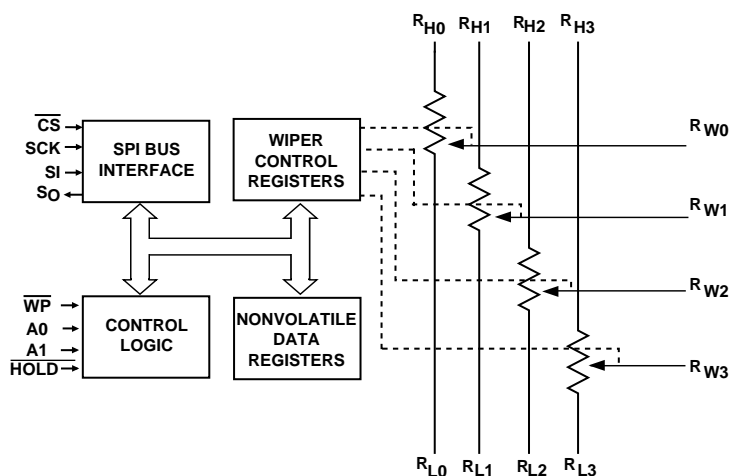 RH0 RH1 RH2 RH3
CS
SCK
SI
SO
SPI BUS
INTERFACE
WIPER
CONTROL
REGISTERS
RW0
RW1
RW2
RW3
WP
A0
A1
HOLD
CONTROL
LOGIC
NONVOLATILE
DATA
REGISTERS
RL0 RL1 RL2 RL3